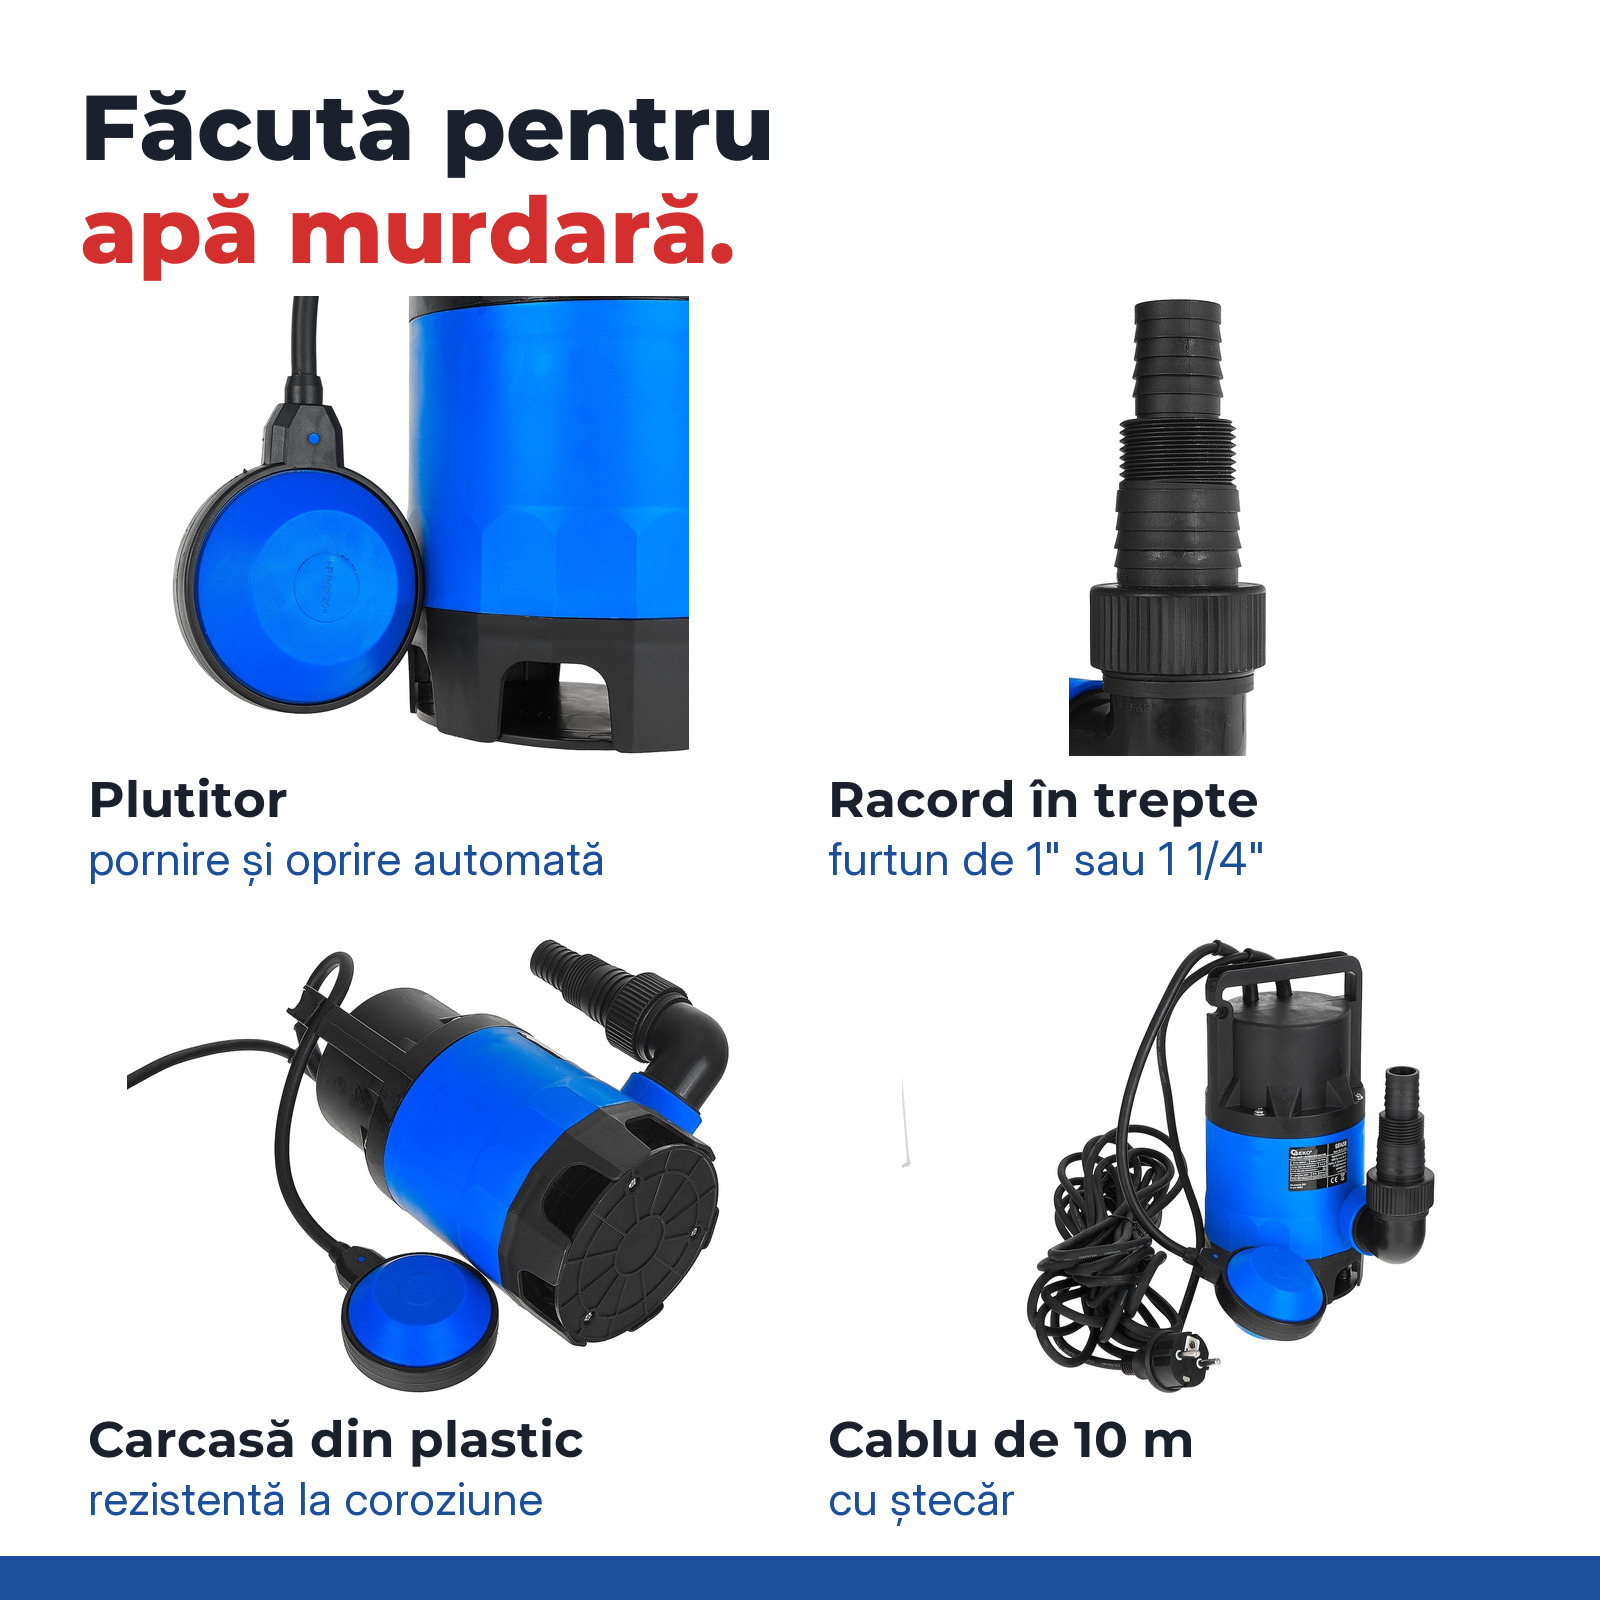 Făcută pentru
apă murdară.
Plutitor
pornire și oprire automată
Racord în trepte
furtun de 1" sau 1 1/4"
GEKO
Carcasă din plastic
rezistentă la coroziune
Cablu de 10 m
cu ștecăr